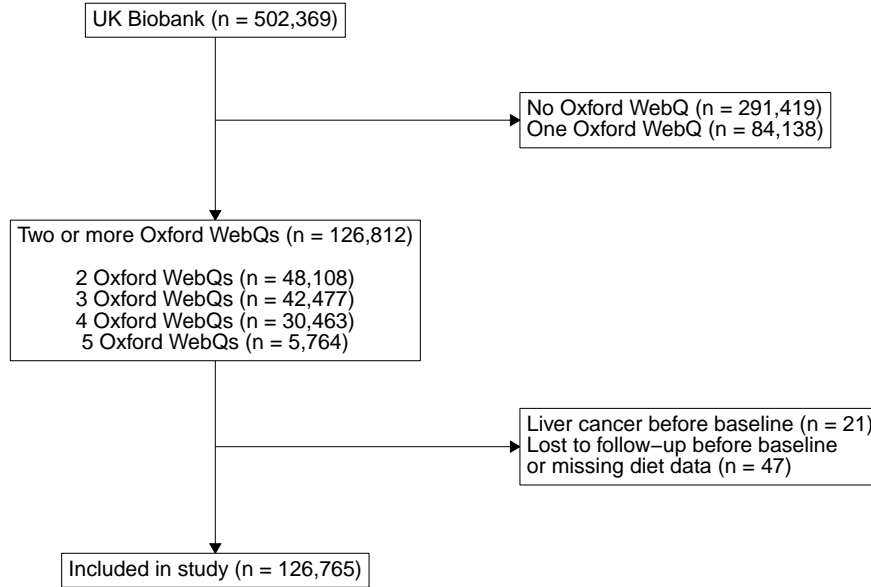 UK Biobank (n = 502,369)
No Oxford WebQ (n = 291,419)
One Oxford WebQ (n = 84,138)
Two or more Oxford WebQs (n = 126,812)
2 Oxford WebQs (n = 48,108)
3 Oxford WebQs (n = 42,477)
4 Oxford WebQs (n = 30,463)
5 Oxford WebQs (n = 5,764)
Liver cancer before baseline (n = 21)
Lost to follow−up before baseline
or missing diet data (n = 47)
Included in study (n = 126,765)